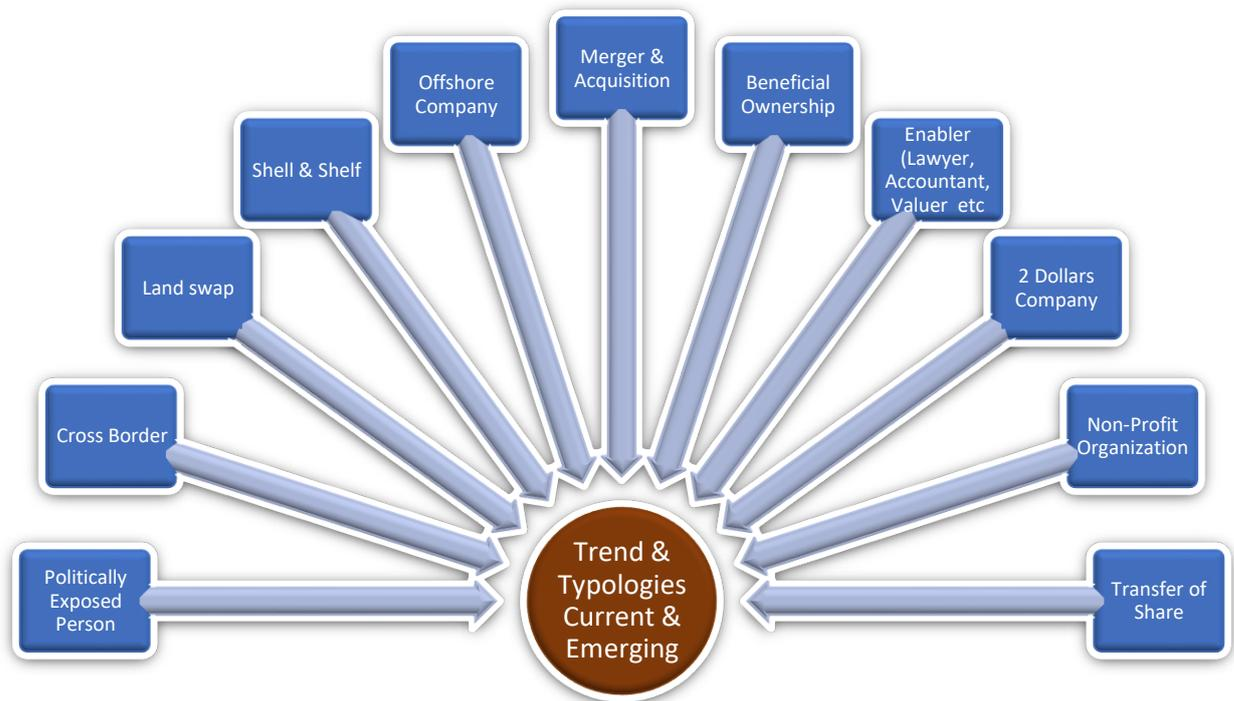 Merger &
Acquisition
Offshore
Company
Beneficial
Ownership
Shell & Shelf
Enabler
(Lawyer,
Accountant,
Valuer  etc
Land swap
2 Dollars
Company
Cross Border
Non-Profit
Organization
Politically
Exposed
Person
Trend &
Typologies
Current &
Emerging
Transfer of
Share